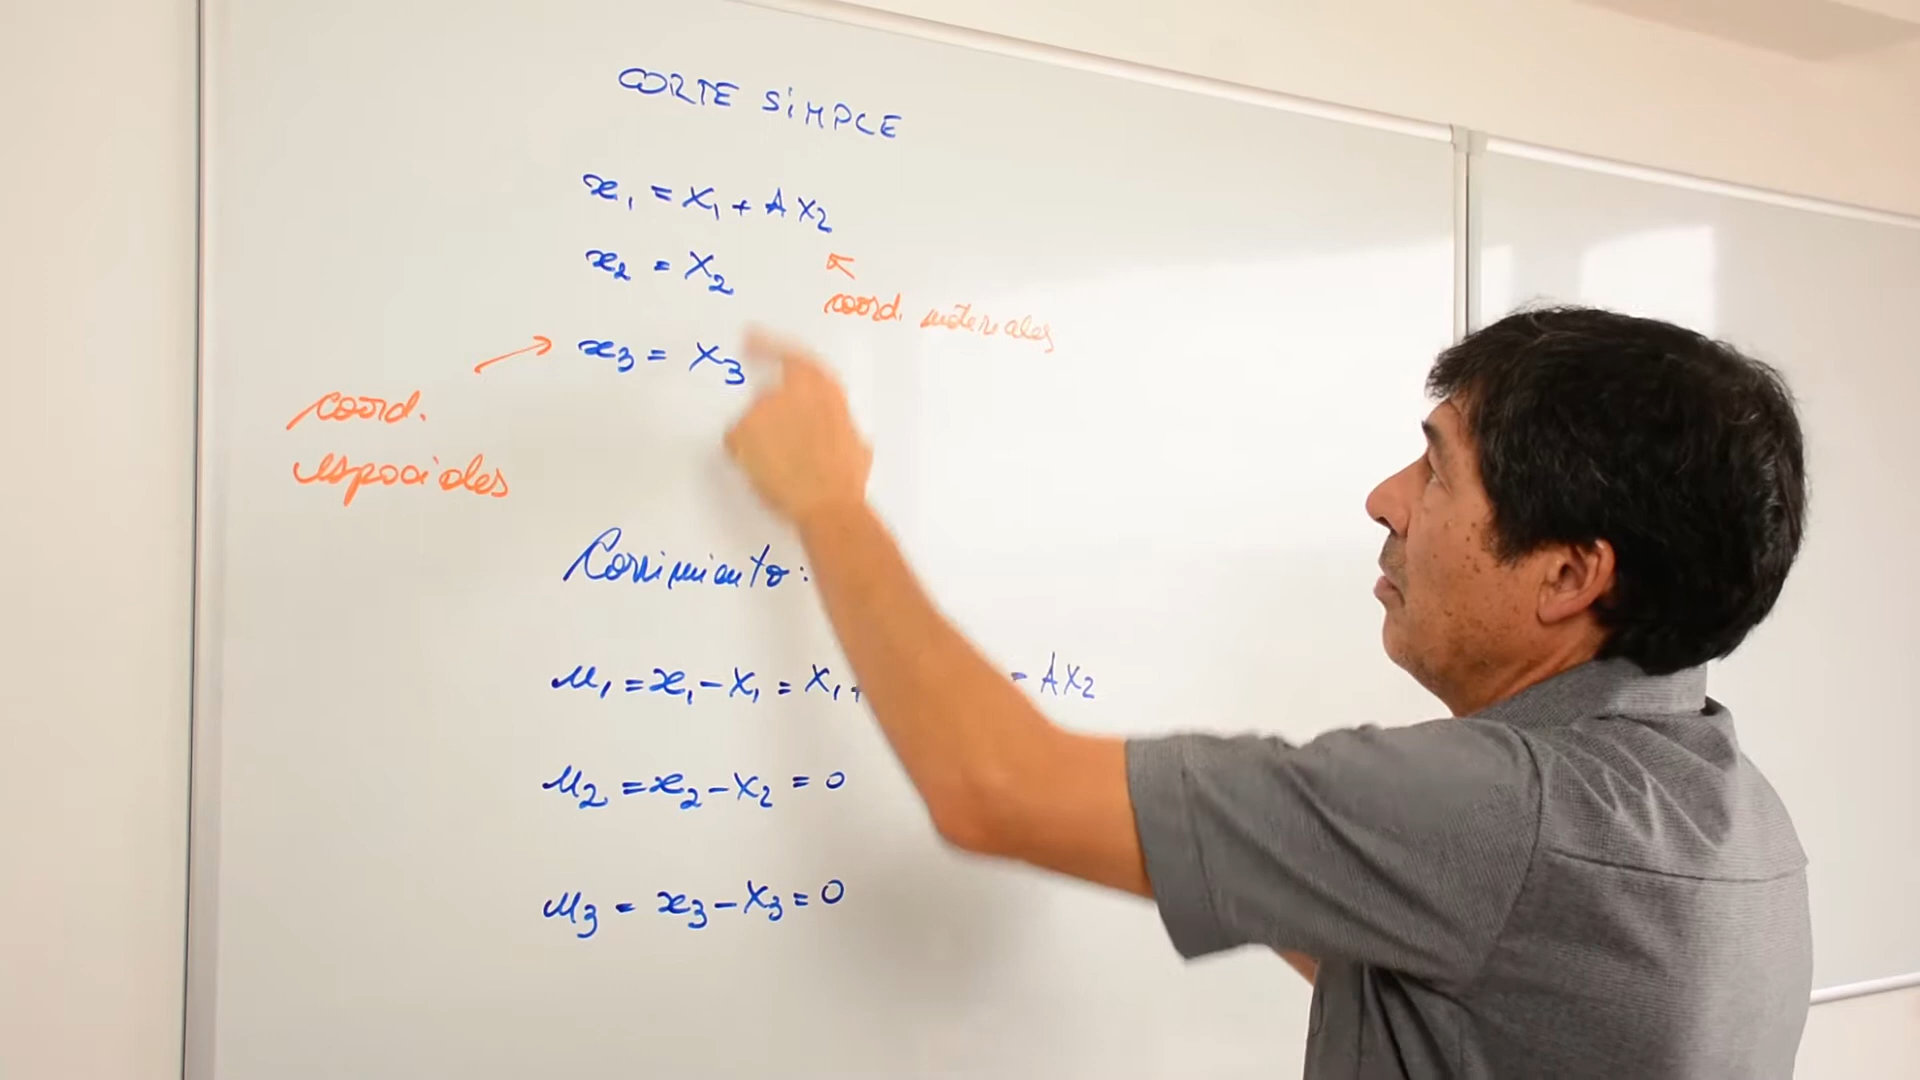 CORTE SIMPLE
x₁ = X₁ + A X₂
x₂ = X₂
coord. materiales
x₃ = X₃
coord.
espaciales
Corrimiento:
u₁ = x₁ - X₁ = X₁ + = AX₂
u₂ = x₂ - X₂ = 0
u₃ = x₃ - X₃ = 0